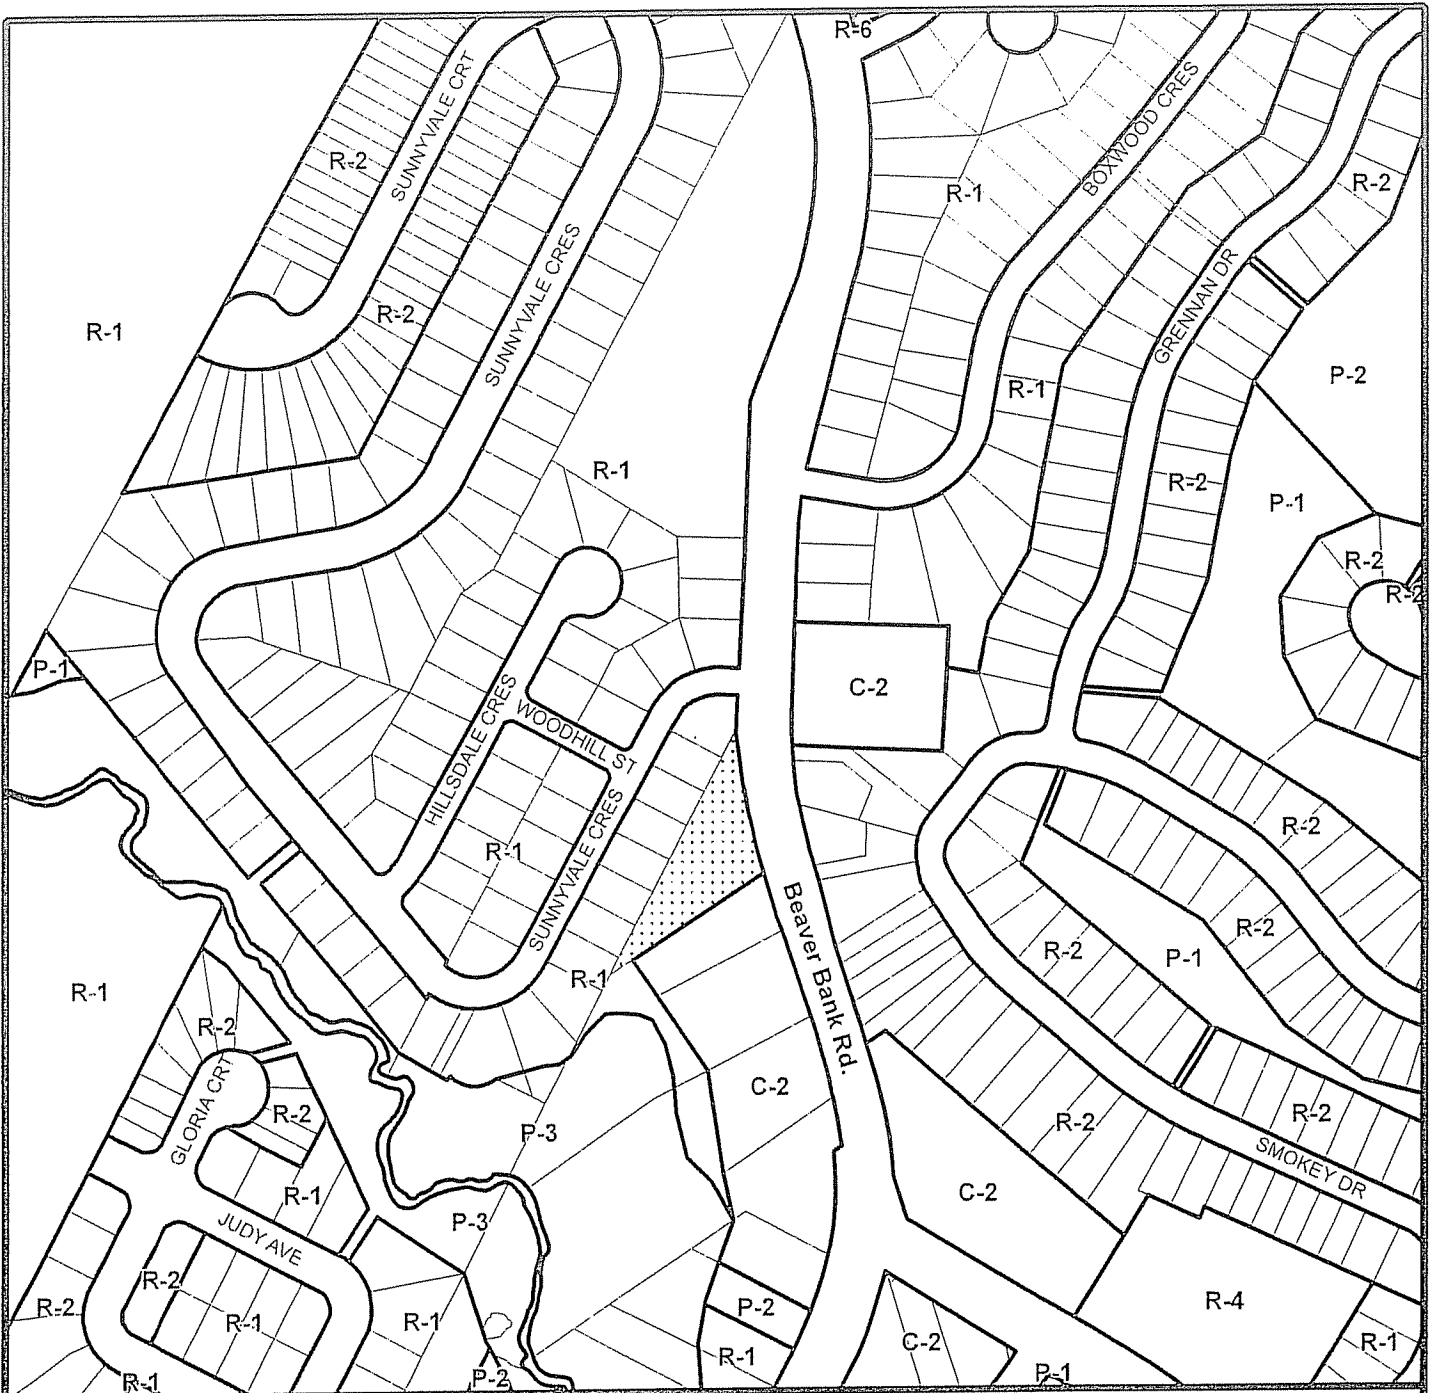 R-6
SUNNYVALE CRT
BOXWOOD CRES
R-2
R-1
R-2
SUNNYVALE CRES
GRENNAN DR
R-2
R-1
P-2
R-1
R-1
R-2
P-1
R-2
R-2
P-1
HILLSDALE CRES
C-2
WOODHILL ST
SUNNYVALE CRES
R-1
R-2
Beaver Bank Rd.
R-2
R-2
P-1
R-1
R-1
R-2
GLORIA CRT
C-2
R-2
R-2
R-2
P-3
SMOKEY DR
R-1
C-2
P-3
JUDY AVE
R-2
R-2
R-1
R-1
P-2
R-4
C-2
R-1
R-1
P-1
P-2
R-1